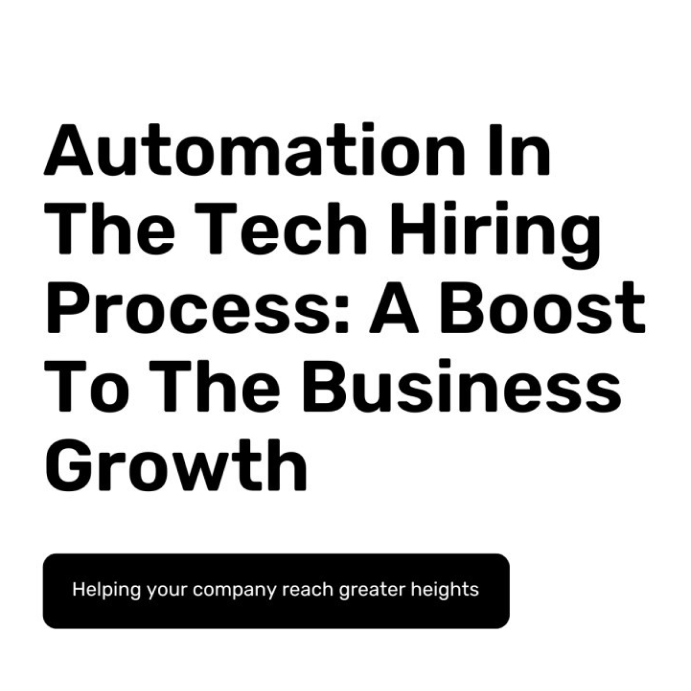 Automation In
The Tech Hiring
Process: A Boost
To The Business
Growth
Helping your company reach greater heights